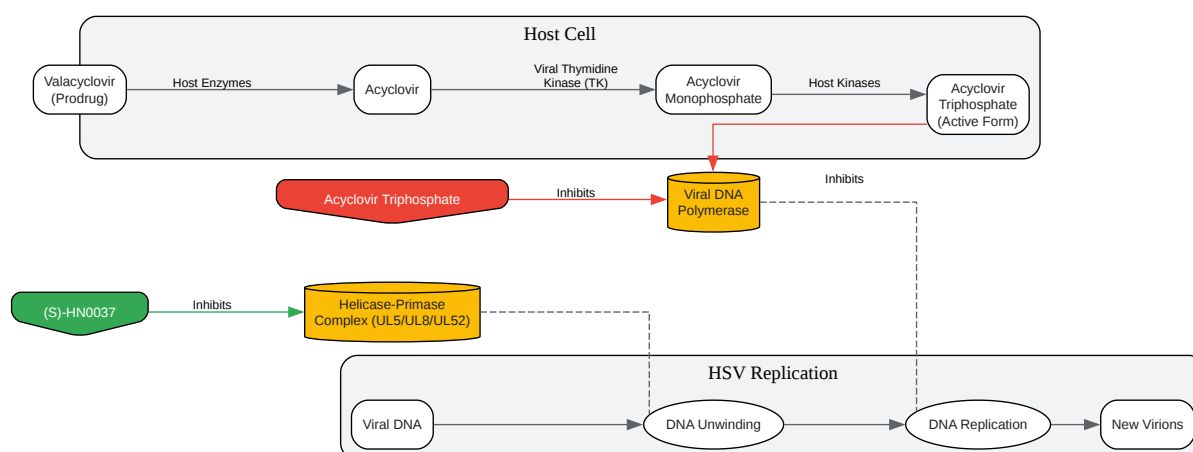 Host Cell
Valacyclovir
(Prodrug)
Host Enzymes
Acyclovir
Viral Thymidine
Kinase (TK)
Acyclovir
Monophosphate
Host Kinases
Acyclovir
Triphosphate
(Active Form)
Acyclovir Triphosphate
Inhibits
Viral DNA
Polymerase
Inhibits
(S)-HN0037
Inhibits
Helicase-Primase
Complex (UL5/UL8/UL52)
HSV Replication
Viral DNA
DNA Unwinding
DNA Replication
New Virions